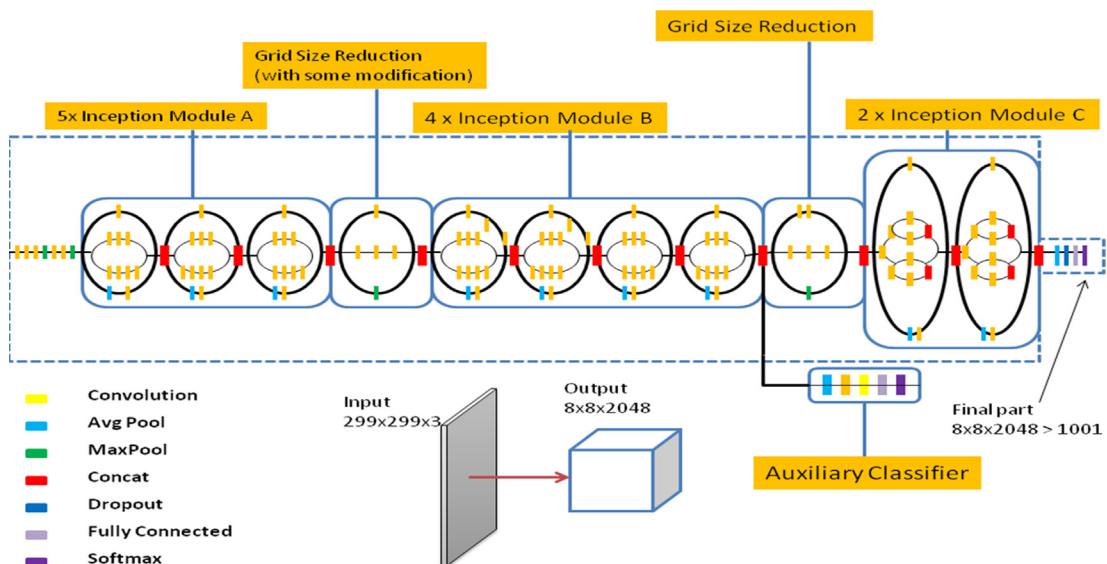 Grid Size Reduction
Grid Size Reduction
(with some modification)
5x Inception Module A
4 x Inception Module B
2 x Inception Module C
Convolution
Avg Pool
MaxPool
Concat
Dropout
Fully Connected
Softmax
Input
299x299x3
Output
8x8x2048
Auxiliary Classifier
Final part
8x8x2048 > 1001